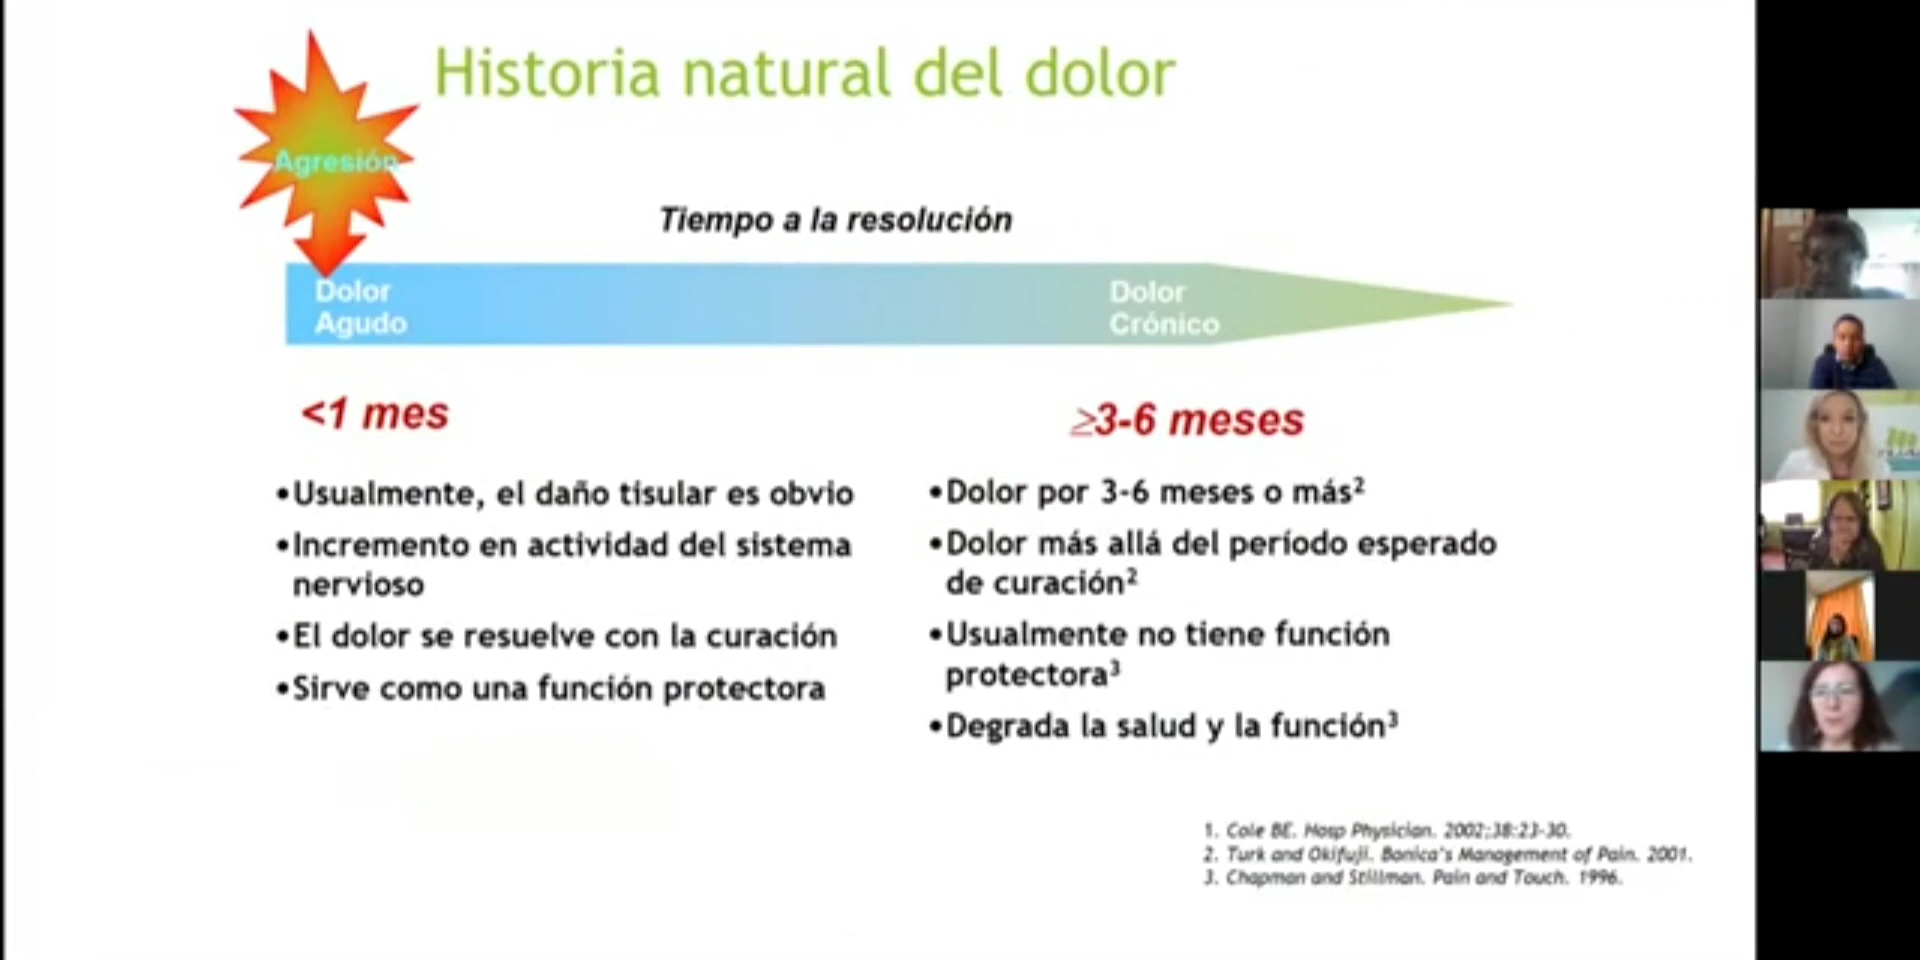 Historia natural del dolor
Agresión
Tiempo a la resolución
Dolor
Agudo
Dolor
Crónico
<1 mes
≥3-6 meses
•Usualmente, el daño tisular es obvio
•Incremento en actividad del sistema
nervioso
•El dolor se resuelve con la curación
•Sirve como una función protectora
•Dolor por 3-6 meses o más²
•Dolor más allá del período esperado
de curación²
•Usualmente no tiene función
protectora³
•Degrada la salud y la función³
1. Cole BE. Hosp Physician. 2002;38:23-30.
2. Turk and Okifuji. Bonica's Management of Pain. 2001.
3. Chapman and Stillman. Pain and Touch. 1996.